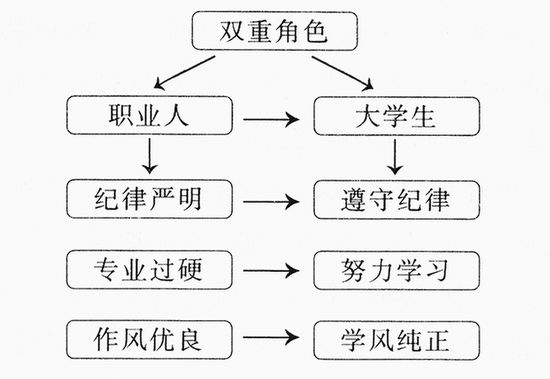 双重角色
职业人
大学生
纪律严明
遵守纪律
专业过硬
努力学习
作风优良
学风纯正